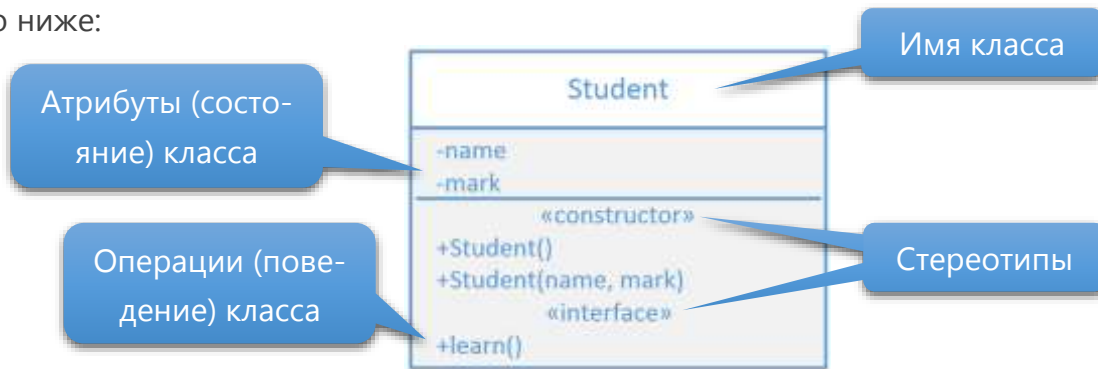 о ниже:
Имя класса
Student
Атрибуты (состо-
яние) класса
-name
-mark
«constructor»
+Student()
+Student(name, mark)
«interface»
+learn()
Операции (пове-
дение) класса
Стереотипы